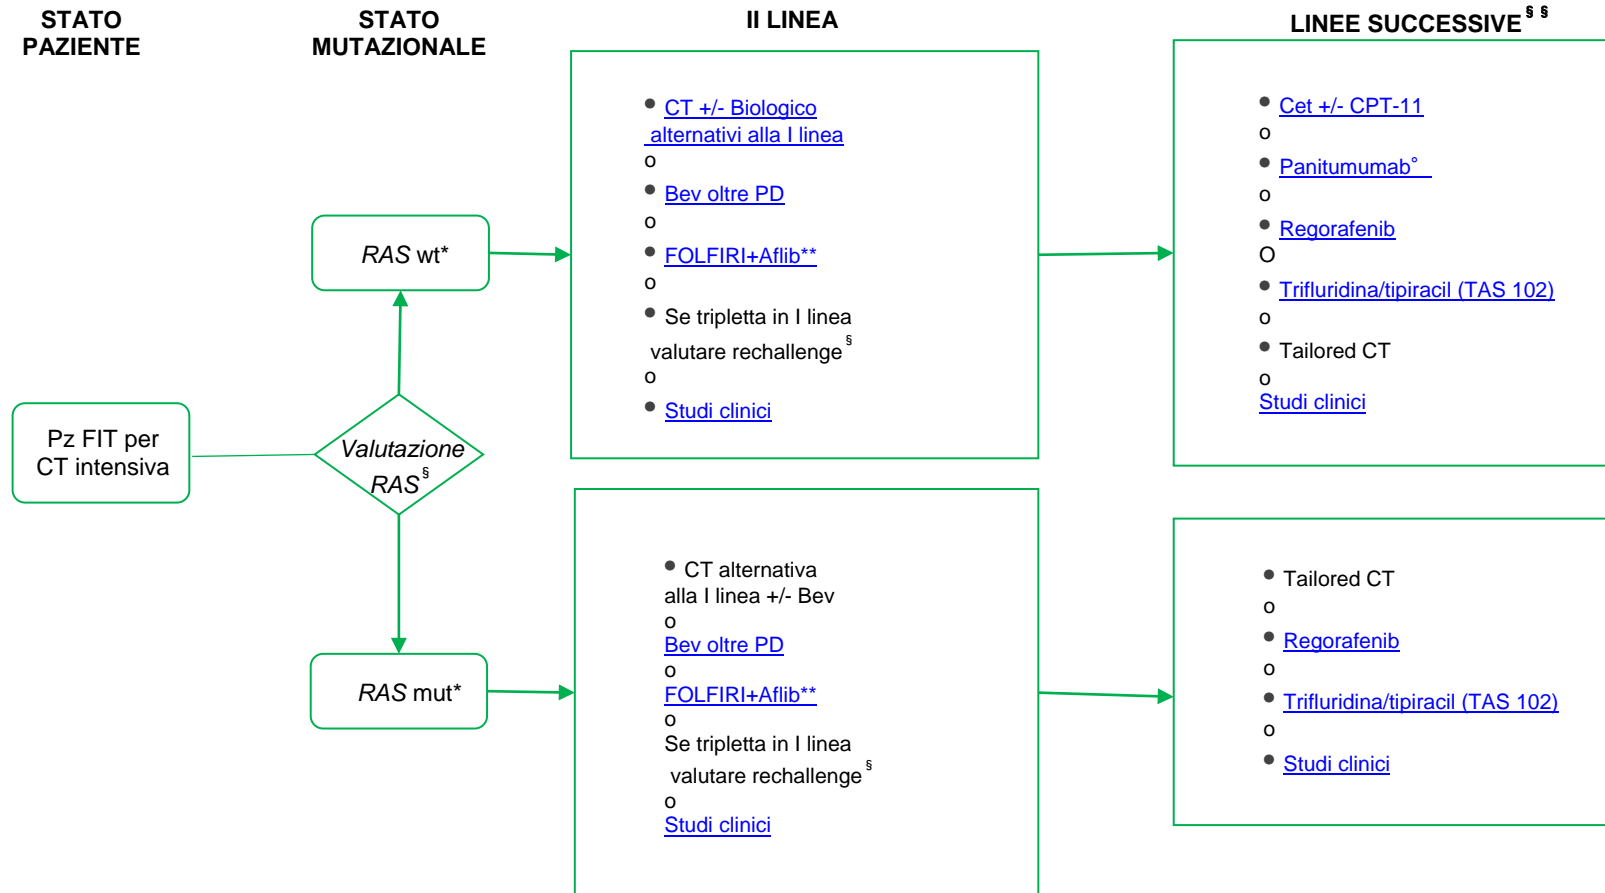 STATO
PAZIENTE
STATO
MUTAZIONALE
II LINEA
LINEE SUCCESSIVE§ §
Pz FIT per
CT intensiva
Valutazione
RAS§
RAS wt*
• CT +/- Biologico
alternativi alla I linea
o
• Bev oltre PD
o
• FOLFIRI+Aflib**
o
• Se tripletta in I linea
valutare rechallenge§
o
• Studi clinici
• Cet +/- CPT-11
o
• Panitumumab°
o
• Regorafenib
O
• Trifluridina/tipiracil (TAS 102)
o
• Tailored CT
o
Studi clinici
RAS mut*
• CT alternativa
alla I linea +/- Bev
o
Bev oltre PD
o
FOLFIRI+Aflib**
o
Se tripletta in I linea
valutare rechallenge§
o
Studi clinici
• Tailored CT
o
• Regorafenib
o
• Trifluridina/tipiracil (TAS 102)
o
• Studi clinici